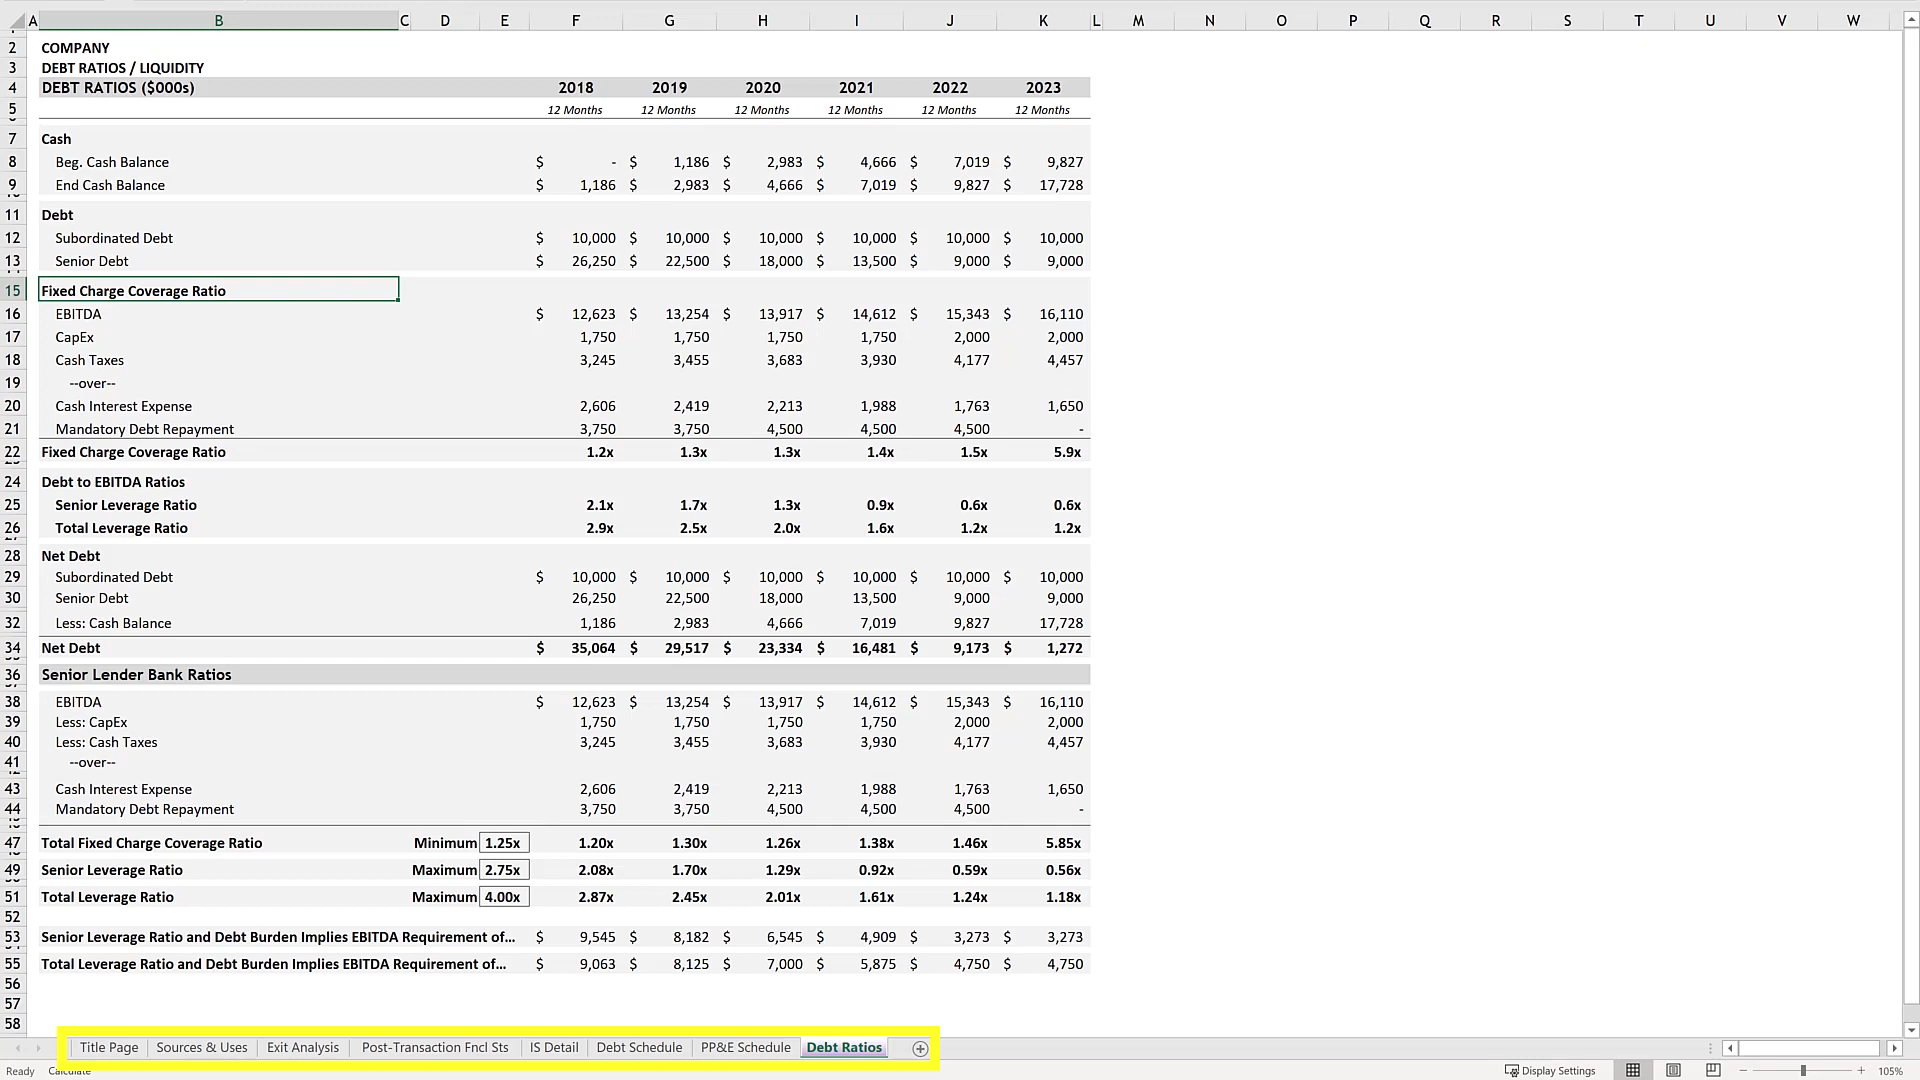 A B C D E F G H I J K L M N O P Q R S T U V W
2 COMPANY
3 DEBT RATIOS / LIQUIDITY
4 DEBT RATIOS ($000s) 2018 2019 2020 2021 2022 2023
5 12 Months 12 Months 12 Months 12 Months 12 Months 12 Months
7 Cash
8 Beg. Cash Balance $ - $ 1,186 $ 2,983 $ 4,666 $ 7,019 $ 9,827
9 End Cash Balance $ 1,186 $ 2,983 $ 4,666 $ 7,019 $ 9,827 $ 17,728
11 Debt
12 Subordinated Debt $ 10,000 $ 10,000 $ 10,000 $ 10,000 $ 10,000 $ 10,000
13 Senior Debt $ 26,250 $ 22,500 $ 18,000 $ 13,500 $ 9,000 $ 9,000
15 Fixed Charge Coverage Ratio
16 EBITDA $ 12,623 $ 13,254 $ 13,917 $ 14,612 $ 15,343 $ 16,110
17 CapEx 1,750 1,750 1,750 1,750 2,000 2,000
18 Cash Taxes 3,245 3,455 3,683 3,930 4,177 4,457
19 --over--
20 Cash Interest Expense 2,606 2,419 2,213 1,988 1,763 1,650
21 Mandatory Debt Repayment 3,750 3,750 4,500 4,500 4,500 -
22 Fixed Charge Coverage Ratio 1.2x 1.3x 1.3x 1.4x 1.5x 5.9x
24 Debt to EBITDA Ratios
25 Senior Leverage Ratio 2.1x 1.7x 1.3x 0.9x 0.6x 0.6x
26 Total Leverage Ratio 2.9x 2.5x 2.0x 1.6x 1.2x 1.2x
28 Net Debt
29 Subordinated Debt $ 10,000 $ 10,000 $ 10,000 $ 10,000 $ 10,000 $ 10,000
30 Senior Debt 26,250 22,500 18,000 13,500 9,000 9,000
32 Less: Cash Balance 1,186 2,983 4,666 7,019 9,827 17,728
34 Net Debt $ 35,064 $ 29,517 $ 23,334 $ 16,481 $ 9,173 $ 1,272
36 Senior Lender Bank Ratios
38 EBITDA $ 12,623 $ 13,254 $ 13,917 $ 14,612 $ 15,343 $ 16,110
39 Less: CapEx 1,750 1,750 1,750 1,750 2,000 2,000
40 Less: Cash Taxes 3,245 3,455 3,683 3,930 4,177 4,457
41 --over--
43 Cash Interest Expense 2,606 2,419 2,213 1,988 1,763 1,650
44 Mandatory Debt Repayment 3,750 3,750 4,500 4,500 4,500 -
47 Total Fixed Charge Coverage Ratio Minimum 1.25x 1.20x 1.30x 1.26x 1.38x 1.46x 5.85x
49 Senior Leverage Ratio Maximum 2.75x 2.08x 1.70x 1.29x 0.92x 0.59x 0.56x
51 Total Leverage Ratio Maximum 4.00x 2.87x 2.45x 2.01x 1.61x 1.24x 1.18x
52
53 Senior Leverage Ratio and Debt Burden Implies EBITDA Requirement of... $ 9,545 $ 8,182 $ 6,545 $ 4,909 $ 3,273 $ 3,273
55 Total Leverage Ratio and Debt Burden Implies EBITDA Requirement of... $ 9,063 $ 8,125 $ 7,000 $ 5,875 $ 4,750 $ 4,750
56
57
58
Title Page Sources & Uses Exit Analysis Post-Transaction Fncl Sts IS Detail Debt Schedule PP&E Schedule Debt Ratios
Ready Calculate Display Settings 105%